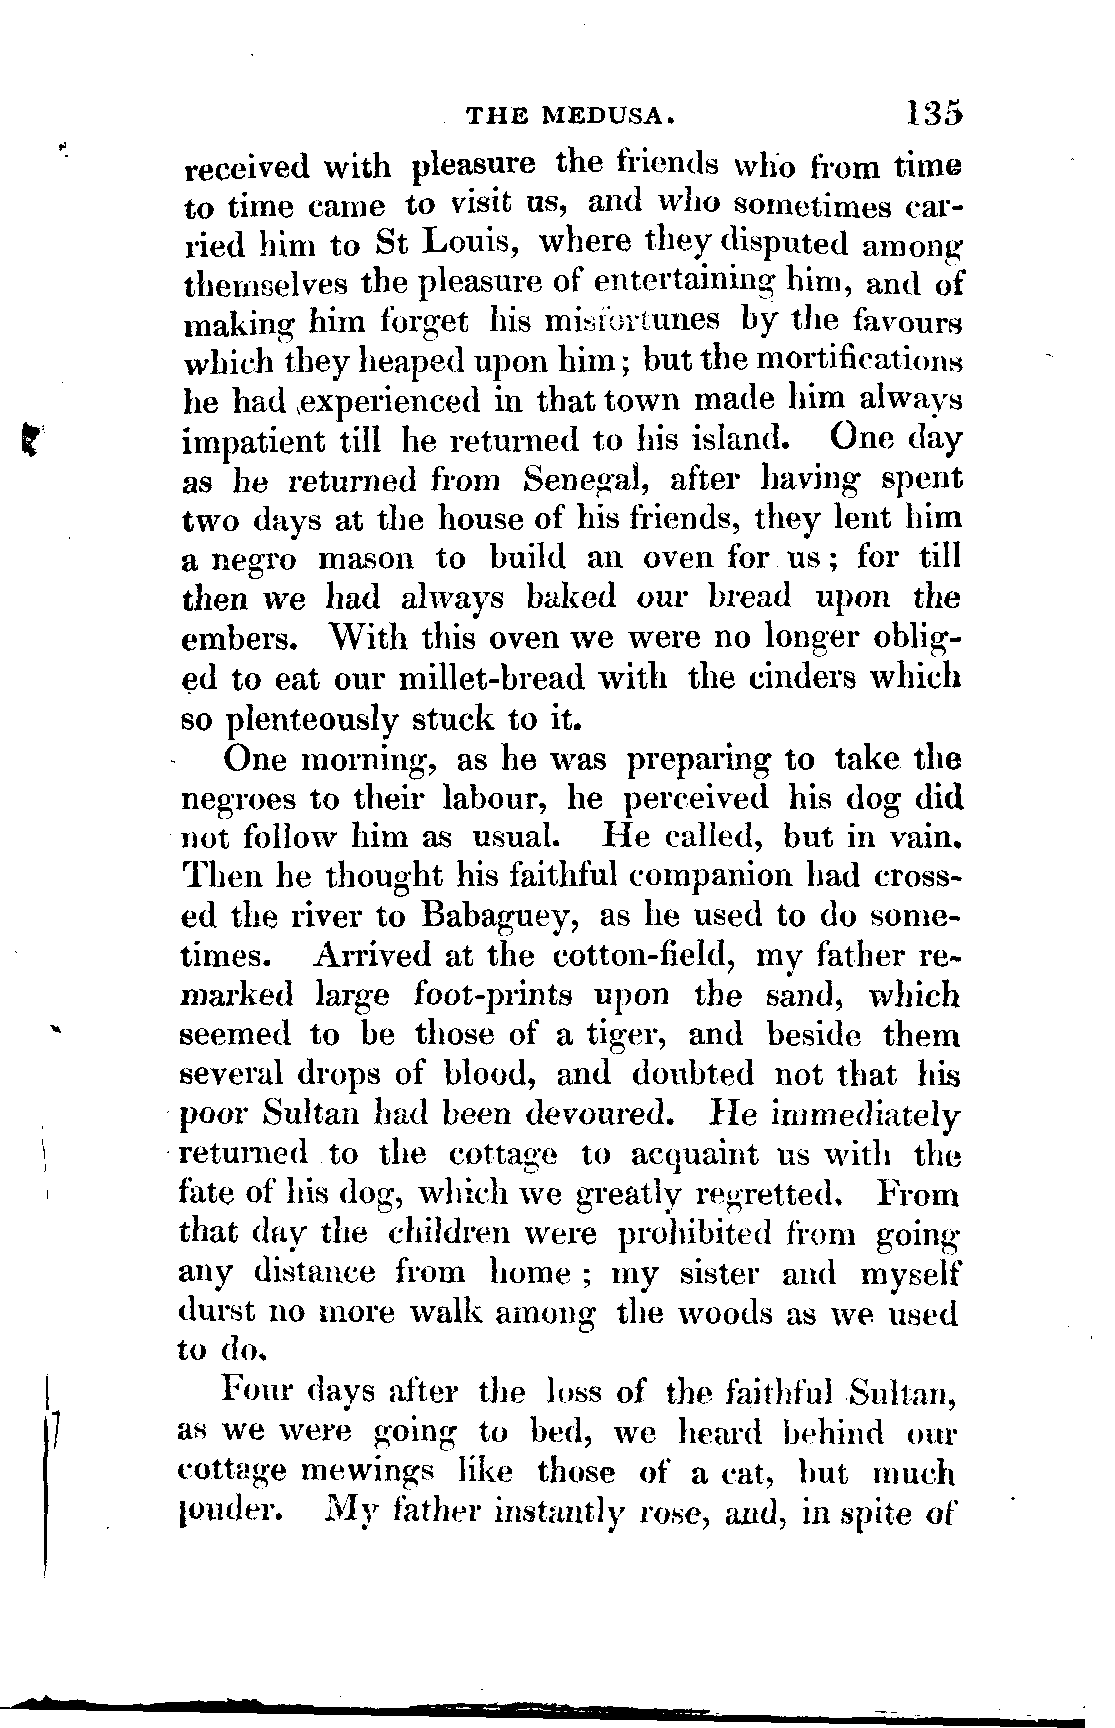 THE MEDUSA. 135
received with pleasure the friends who from time
to time came to visit us, and who sometimes car-
ried him to St Louis, where they disputed among
themselves the pleasure of entertaining him, and of
making him forget his misfortunes by the favours
which they heaped upon him; but the mortifications
he had experienced in that town made him always
impatient till he returned to his island. One day
as he returned from Senegal, after having spent
two days at the house of his friends, they lent him
a negro mason to build an oven for us; for till
then we had always baked our bread upon the
embers. With this oven we were no longer oblig-
ed to eat our millet-bread with the cinders which
so plenteously stuck to it.
One morning, as he was preparing to take the
negroes to their labour, he perceived his dog did
not follow him as usual. He called, but in vain.
Then he thought his faithful companion had cross-
ed the river to Babaguey, as he used to do some-
times. Arrived at the cotton-field, my father re-
marked large foot-prints upon the sand, which
seemed to be those of a tiger, and beside them
several drops of blood, and doubted not that his
poor Sultan had been devoured. He immediately
returned to the cottage to acquaint us with the
fate of his dog, which we greatly regretted. From
that day the children were prohibited from going
any distance from home; my sister and myself
durst no more walk among the woods as we used
to do.
Four days after the loss of the faithful Sultan,
as we were going to bed, we heard behind our
cottage mewings like those of a cat, but much
louder. My father instantly rose, and, in spite of